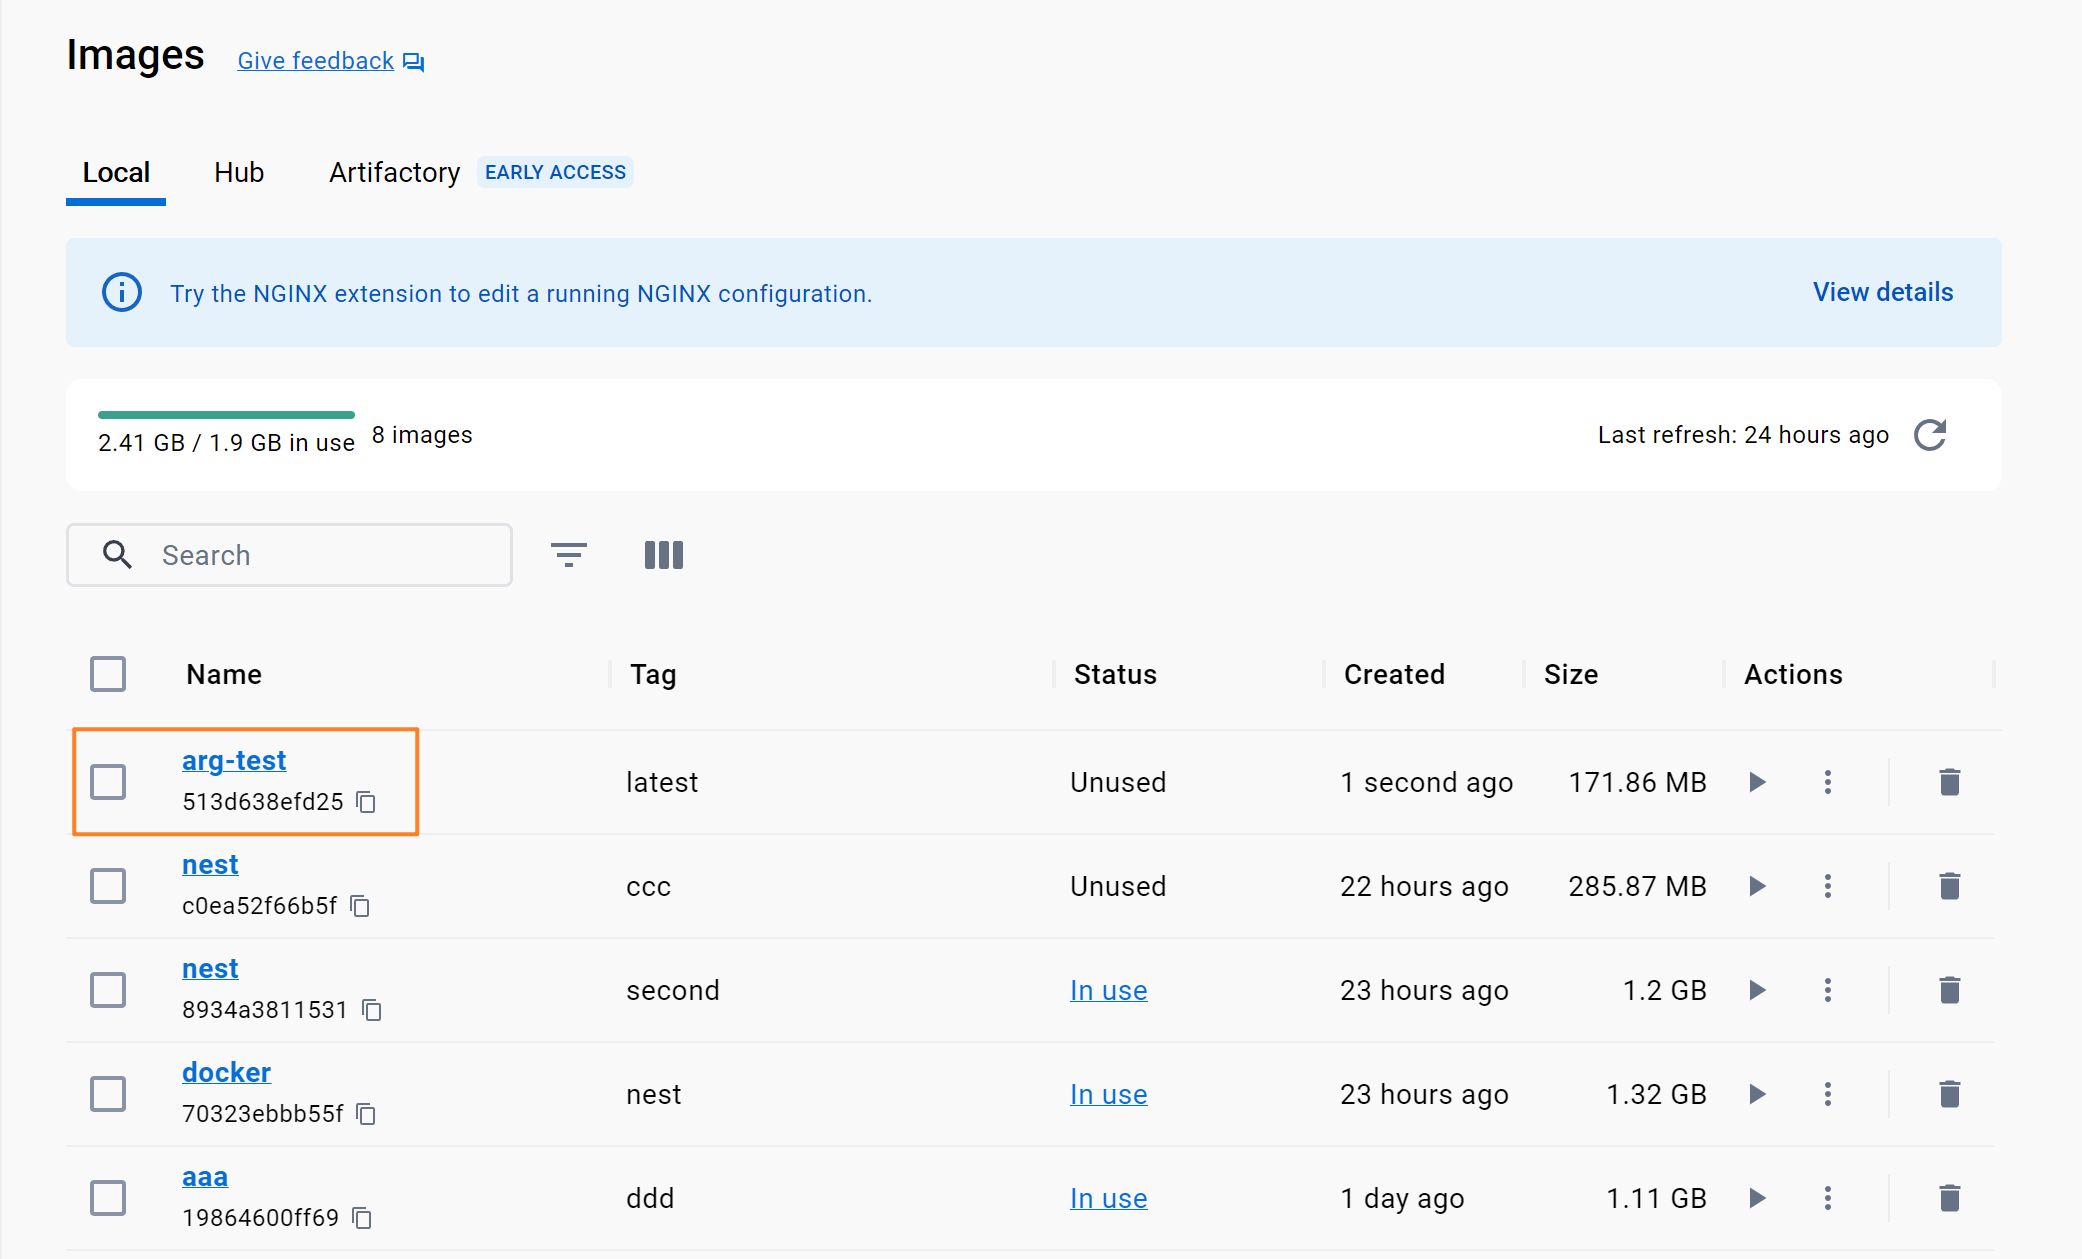 Images Give feedback
Local Hub Artifactory EARLY ACCESS
Try the NGINX extension to edit a running NGINX configuration. View details
2.41 GB / 1.9 GB in use 8 images Last refresh: 24 hours ago
Search
Name Tag Status Created Size Actions
arg-test
513d638efd25
latest Unused 1 second ago 171.86 MB
nest
c0ea52f66b5f
ccc Unused 22 hours ago 285.87 MB
nest
8934a3811531
second In use 23 hours ago 1.2 GB
docker
70323ebbb55f
nest In use 23 hours ago 1.32 GB
aaa
19864600ff69
ddd In use 1 day ago 1.11 GB